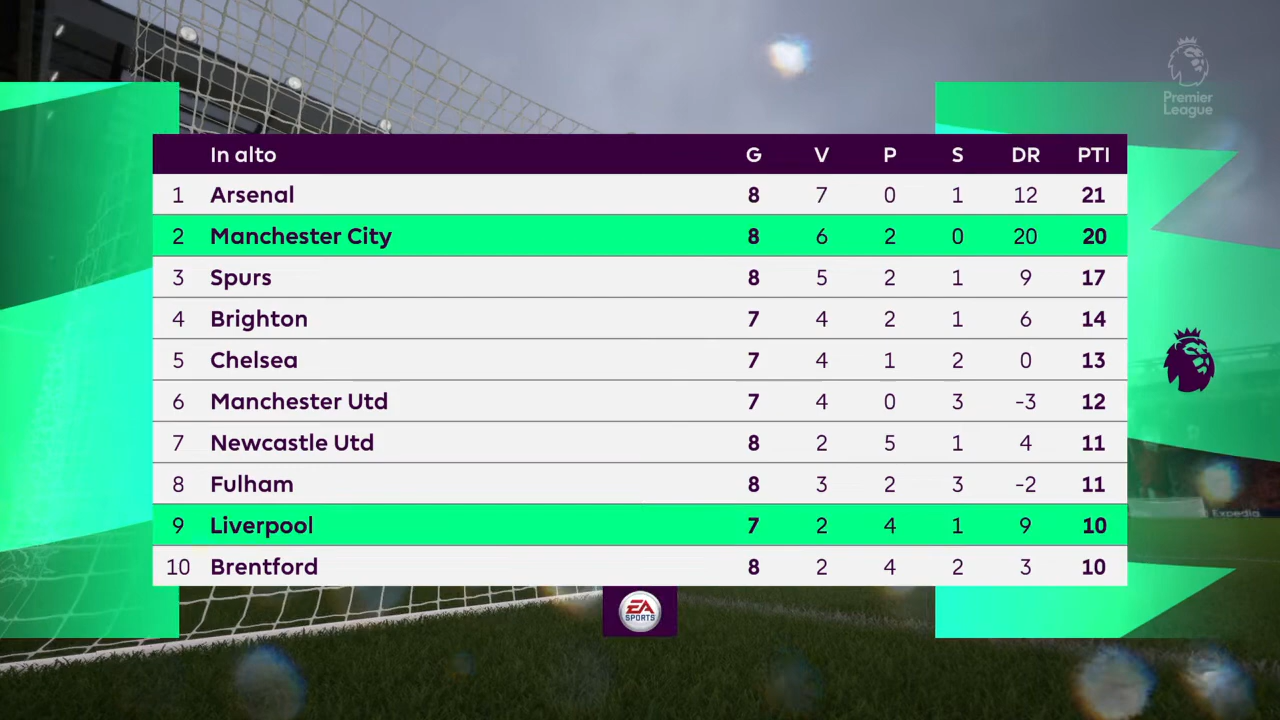 Premier
League
In alto G V P S DR PTI
1 Arsenal 8 7 0 1 12 21
2 Manchester City 8 6 2 0 20 20
3 Spurs 8 5 2 1 9 17
4 Brighton 7 4 2 1 6 14
5 Chelsea 7 4 1 2 0 13
6 Manchester Utd 7 4 0 3 -3 12
7 Newcastle Utd 8 2 5 1 4 11
8 Fulham 8 3 2 3 -2 11
9 Liverpool 7 2 4 1 9 10
10 Brentford 8 2 4 2 3 10
Expedia
EA
SPORTS